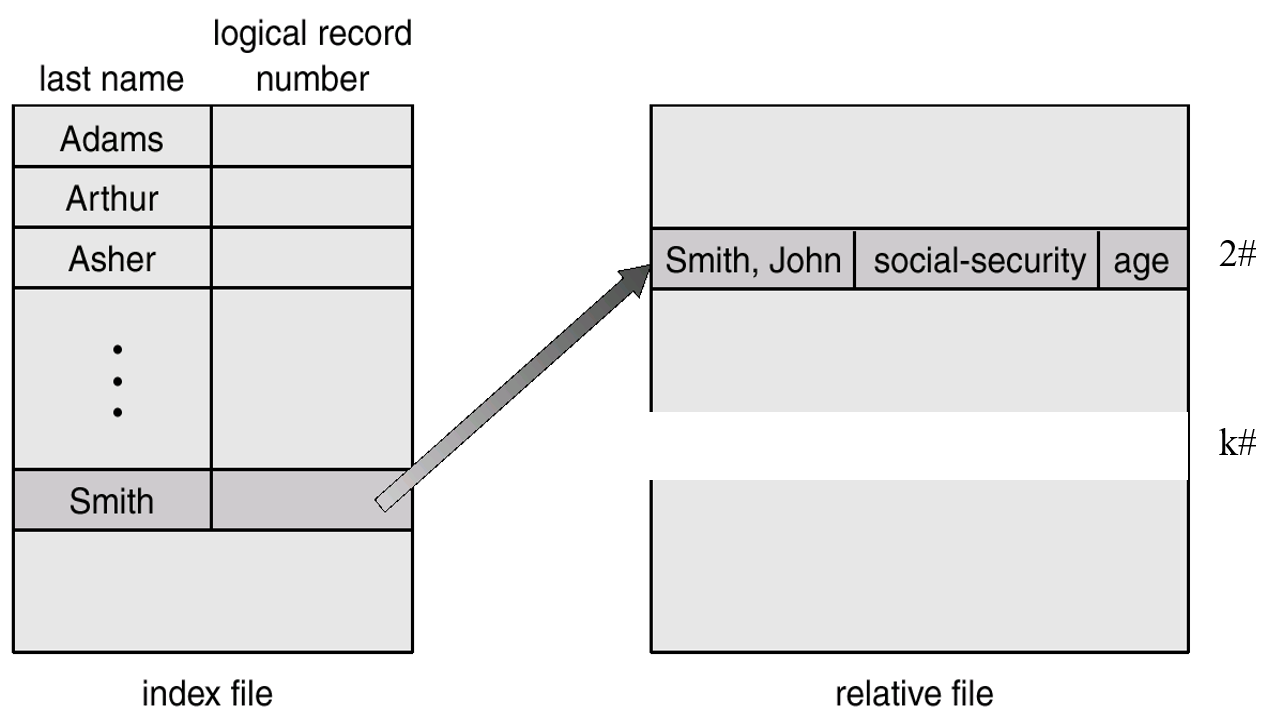 logical record
last name number
Adams
Arthur
Asher
Smith
index file
Smith, John social-security age 2#
k#
relative file